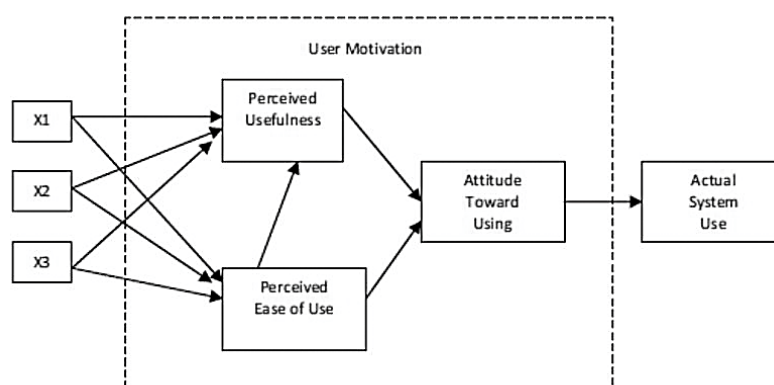 User Motivation
X1
X2
X3
Perceived
Usefulness
Perceived
Ease of Use
Attitude
Toward
Using
Actual
System
Use